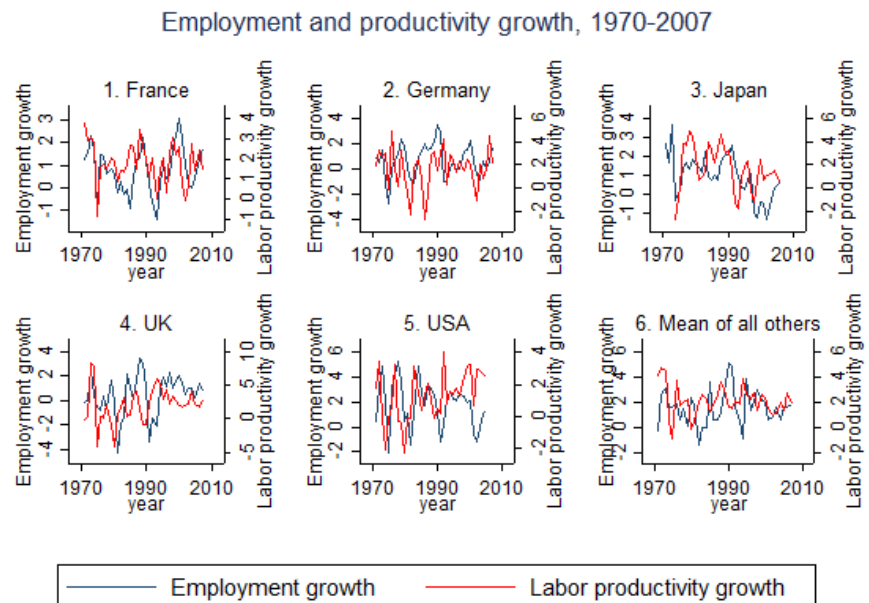 Employment and productivity growth, 1970-2007
1. France
Employment growth
-1 0 1 2 3
Labor productivity growth
-1 0 1 2 3 4
1970 1990 2010
year
2. Germany
Employment growth
-4 -2 0 2 4
Labor productivity growth
-2 0 2 4 6
1970 1990 2010
year
3. Japan
Employment growth
-1 0 1 2 3 4
Labor productivity growth
-2 0 2 4 6
1970 1990 2010
year
4. UK
Employment growth
-4 -2 0 2 4
Labor productivity growth
-5 0 5 10
1970 1990 2010
year
5. USA
Employment growth
-2 0 2 4 6
Labor productivity growth
-2 0 2 4
1970 1990 2010
year
6. Mean of all others
Employment growth
-2 0 2 4 6
Labor productivity growth
-2 0 2 4 6
1970 1990 2010
year
Employment growth
Labor productivity growth